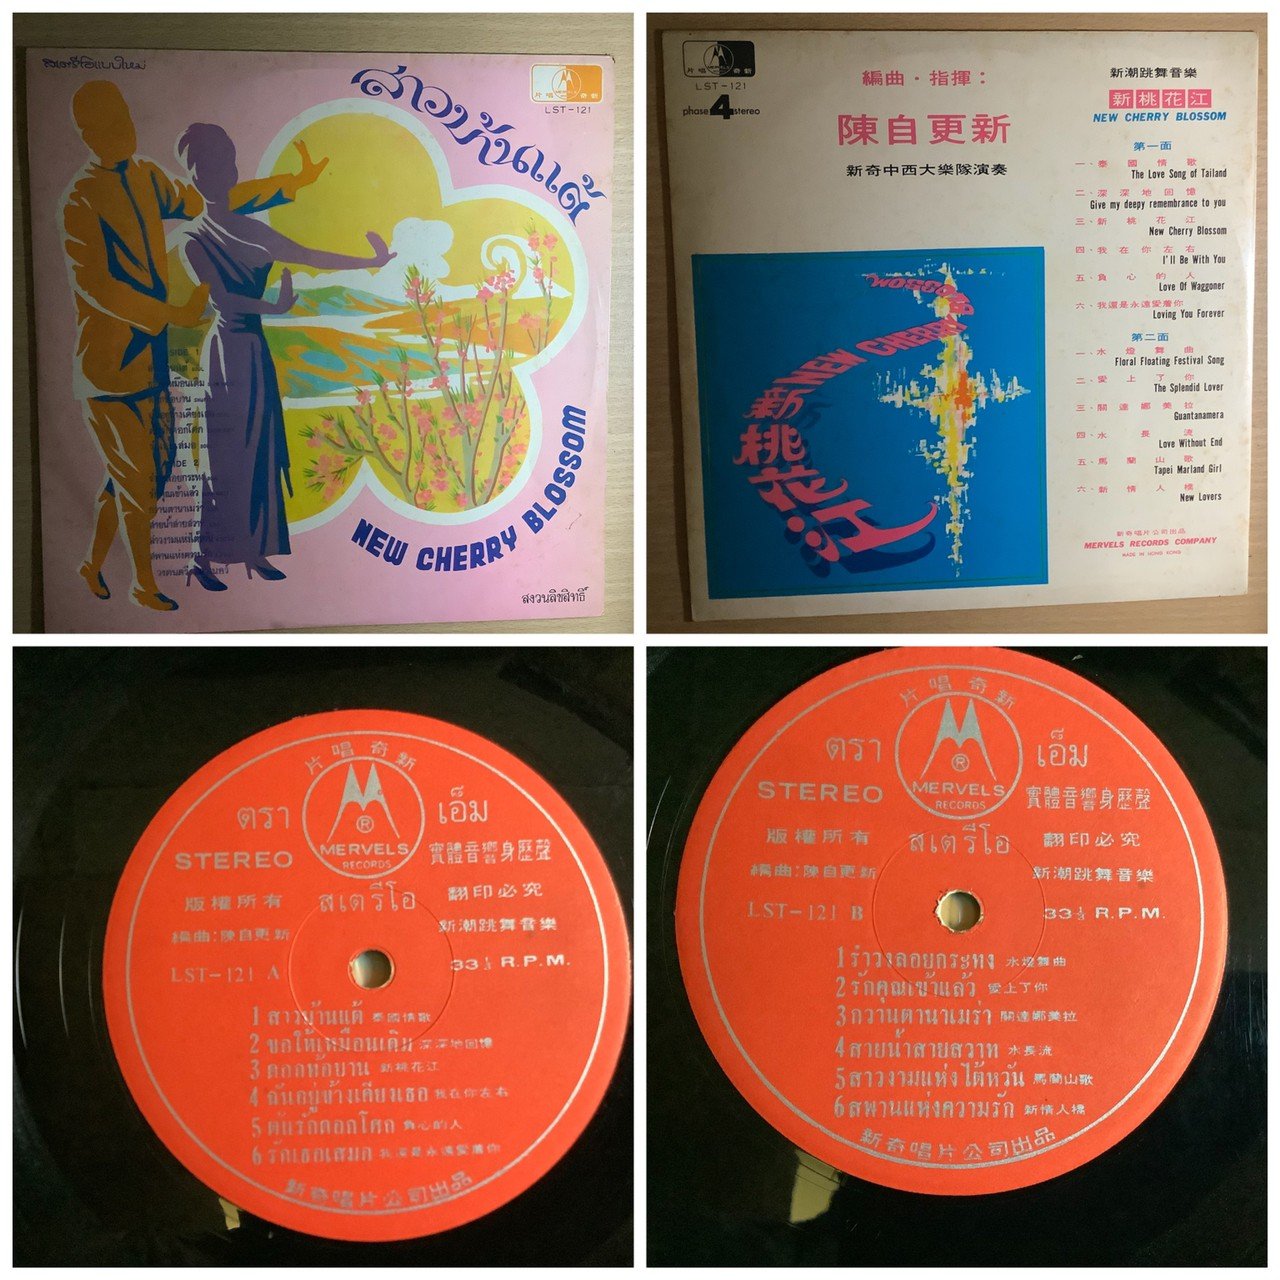 สเตรีโอแบบใหม่
สาวบ้านแต้
MERVELS
片唱奇新
LST-121
SIDE 1
NEW CHERRY BLOSSOM
สงวนลิขสิทธิ์
MERVELS
片唱奇新
LST-121
phase 4 stereo
編曲・指揮：
陳自更新
新奇中西大樂隊演奏
新潮跳舞音樂
新桃花江
NEW CHERRY BLOSSOM
第一面
一、泰國情歌
The Love Song of Tailand
二、深深地回憶
Give my deepy remembrance to you
三、新桃花江
New Cherry Blossom
四、我在你左右
I'll Be With You
五、負心的人
Love Of Waggoner
六、我還是永遠愛著你
Loving You Forever
第二面
一、水燈舞曲
Floral Floating Festival Song
二、愛上了你
The Splendid Lover
三、關達娜美拉
Guantanamera
四、水長流
Love Without End
五、馬蘭山歌
Tapei Marland Girl
六、新情人橋
New Lovers
新奇唱片公司出品
MERVELS RECORDS COMPANY
MADE IN HONG KONG
新桃花江 NEW CHERRY BLOSSOM
片唱奇新
ตรา
MERVELS
RECORDS
®
เอ็ม
STEREO
實體音響身歷聲
版權所有
สเตรีโอ
翻印必究
編曲:陳自更新
新潮跳舞音樂
LST-121 A
33⅓ R.P.M.
1 สาวบ้านแต้ 泰國情歌
2 ขอให้เหมือนเดิม 深深地回憶
3 ดอกท้อบาน 新桃花江
4 ฉันอยู่ข้างเคียงเธอ 我在你左右
5 ต้นรักดอกโศก 負心的人
6 รักเธอเสมอ 我還是永遠愛著你
新奇唱片公司出品
片唱奇新
ตรา
®
MERVELS
RECORDS
เอ็ม
STEREO
實體音響身歷聲
版權所有
สเตรีโอ
翻印必究
編曲:陳自更新
新潮跳舞音樂
LST-121 B
33⅓ R.P.M.
1 รำวงลอยกระทง 水燈舞曲
2 รักคุณเข้าแล้ว 愛上了你
3 กวานตานาเมร่า 關達娜美拉
4 สายน้ำสายสวาท 水長流
5 สาวงามแห่งไต้หวัน 馬蘭山歌
6 สพานแห่งความรัก 新情人橋
新奇唱片公司出品